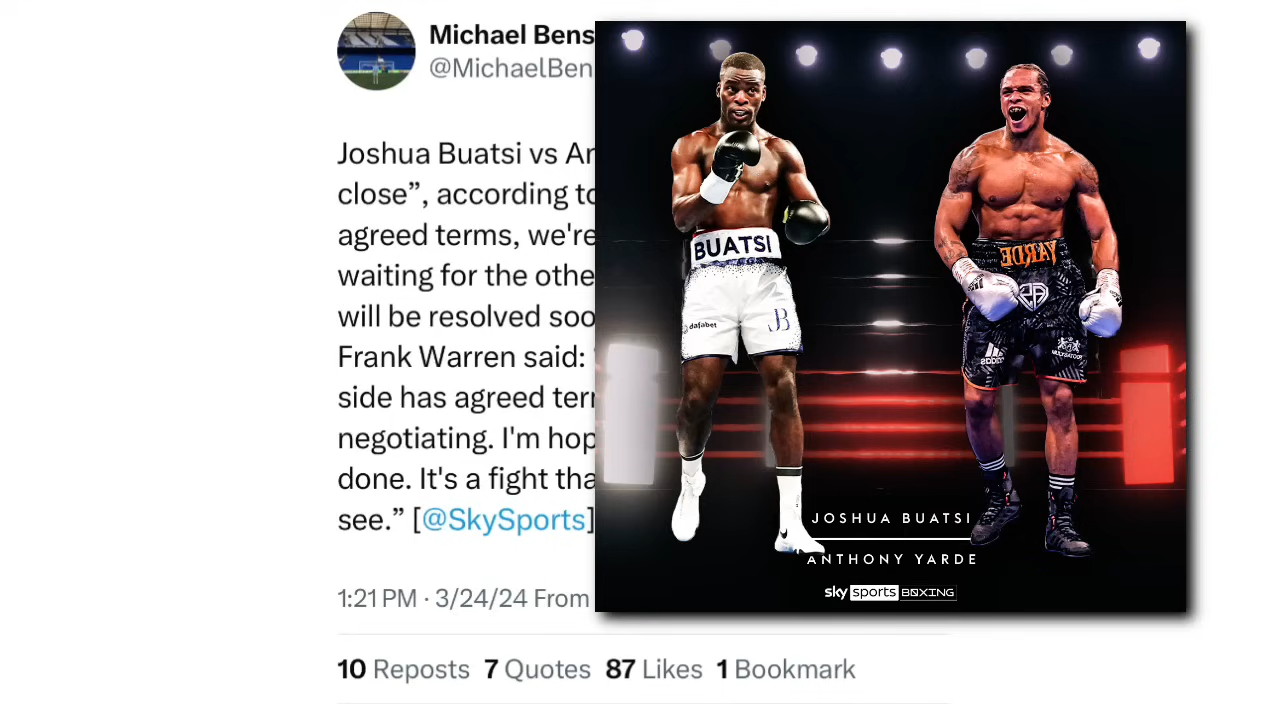 Michael Bens
@MichaelBen
Joshua Buatsi vs An
close”, according to
agreed terms, we're
waiting for the othe
will be resolved soo
Frank Warren said:
side has agreed terr
negotiating. I'm hop
done. It's a fight tha
see.” [@SkySports]
1:21 PM · 3/24/24 From
10 Reposts 7 Quotes 87 Likes 1 Bookmark
BUATSI
YARDE
dafabet
JB
adidas
JOSHUA BUATSI
ANTHONY YARDE
sky sports BOXING